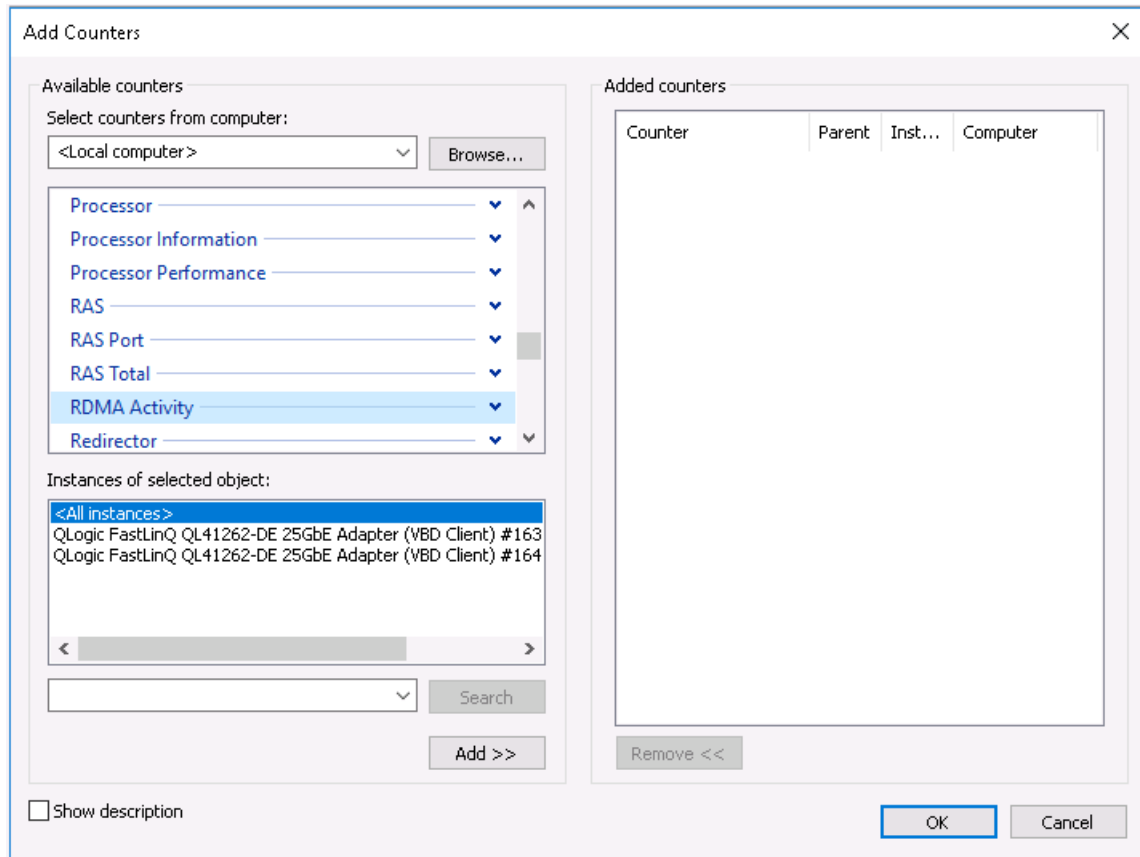 Add Counters
Available counters
Select counters from computer:
<Local computer>
Browse...
Processor
Processor Information
Processor Performance
RAS
RAS Port
RAS Total
RDMA Activity
Redirector
Instances of selected object:
<All instances>
QLogic FastLinQ QL41262-DE 25GbE Adapter (VBD Client) #163
QLogic FastLinQ QL41262-DE 25GbE Adapter (VBD Client) #164
Search
Add >>
Show description
Added counters
Counter Parent Inst... Computer
Remove <<
OK Cancel